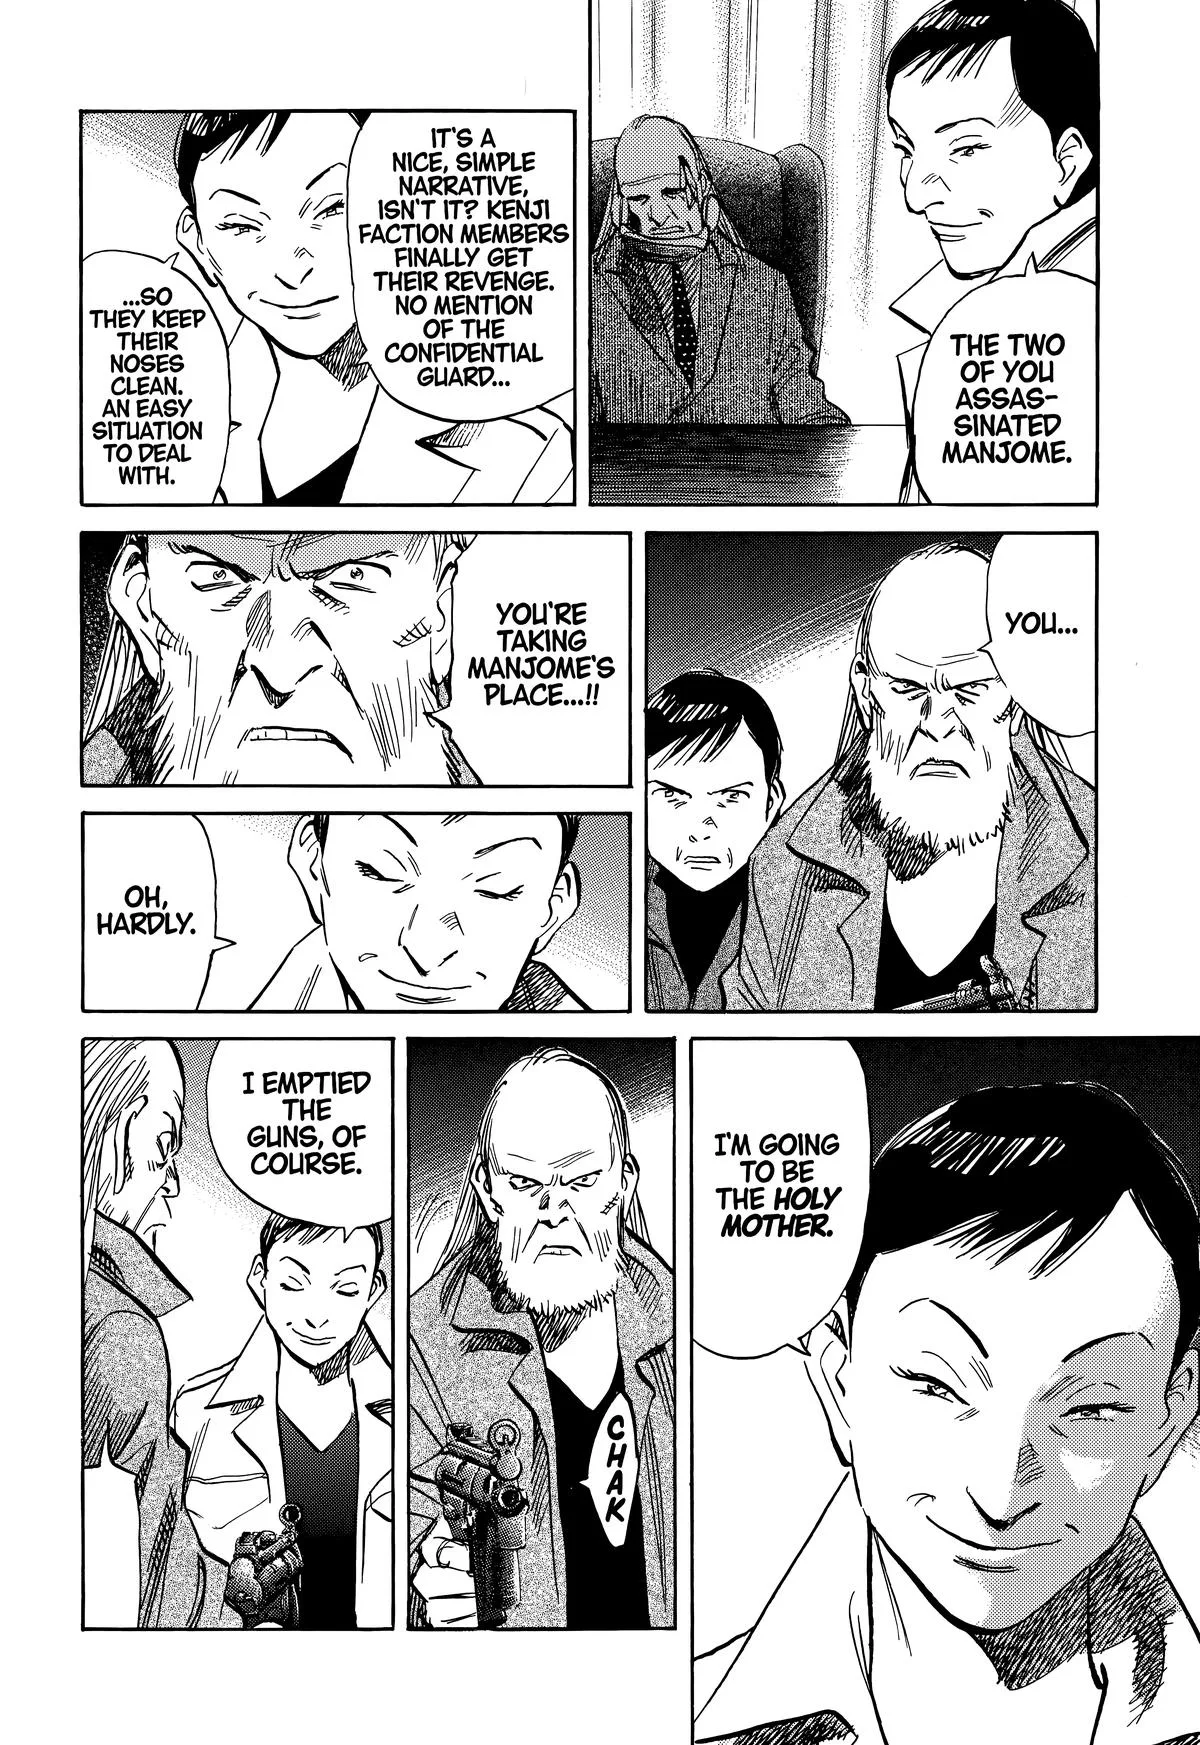 THE TWO
OF YOU
ASSAS-
SINATED
MANJOME.
IT'S A
NICE, SIMPLE
NARRATIVE,
ISN'T IT? KENJI
FACTION MEMBERS
FINALLY GET
THEIR REVENGE.
NO MENTION
OF THE
CONFIDENTIAL
GUARD...
...SO
THEY KEEP
THEIR
NOSES
CLEAN.
AN EASY
SITUATION
TO DEAL
WITH.
YOU...
YOU'RE
TAKING
MANJOME'S
PLACE...!!
OH,
HARDLY.
I'M GOING
TO BE
THE HOLY
MOTHER.
CHAK
I EMPTIED
THE
GUNS, OF
COURSE.